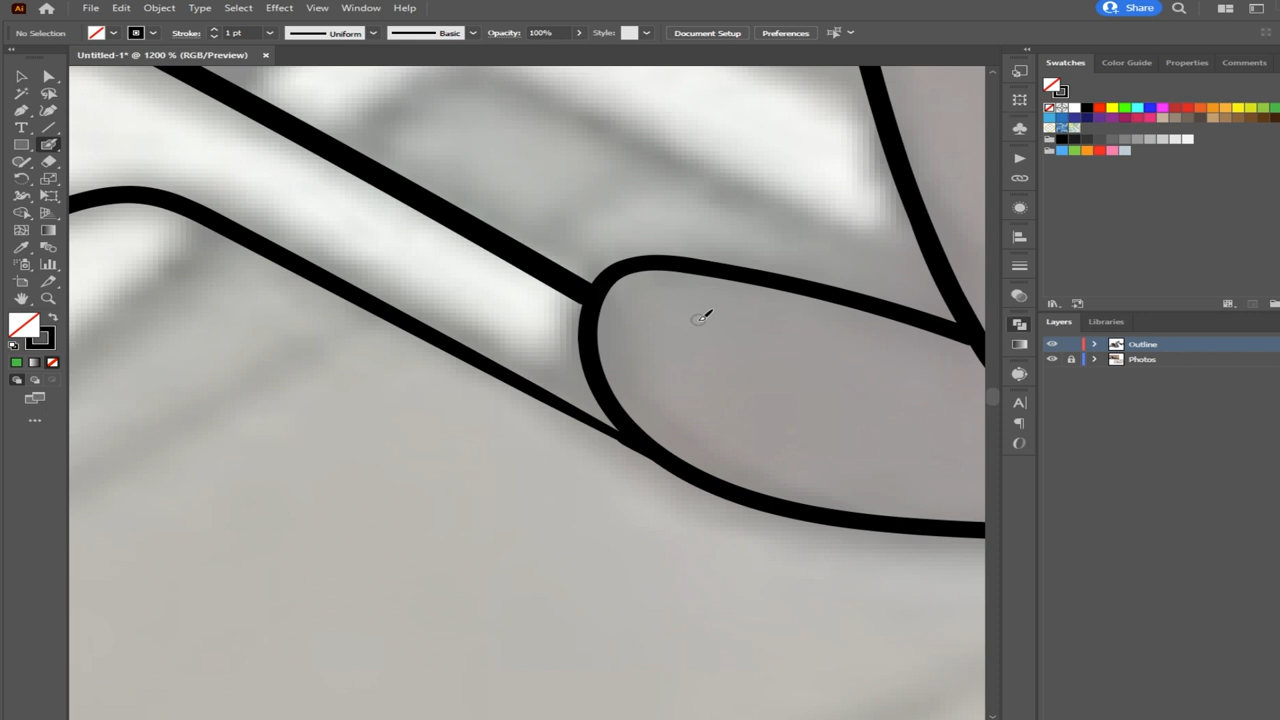 Ai File Edit Object Type Select Effect View Window Help Share
No Selection Stroke: 1 pt Uniform Basic Opacity: 100% Style: Document Setup Preferences
Untitled-1* @ 1200 % (RGB/Preview) ×
Swatches Color Guide Properties Comments
Layers Libraries
Outline
Photos